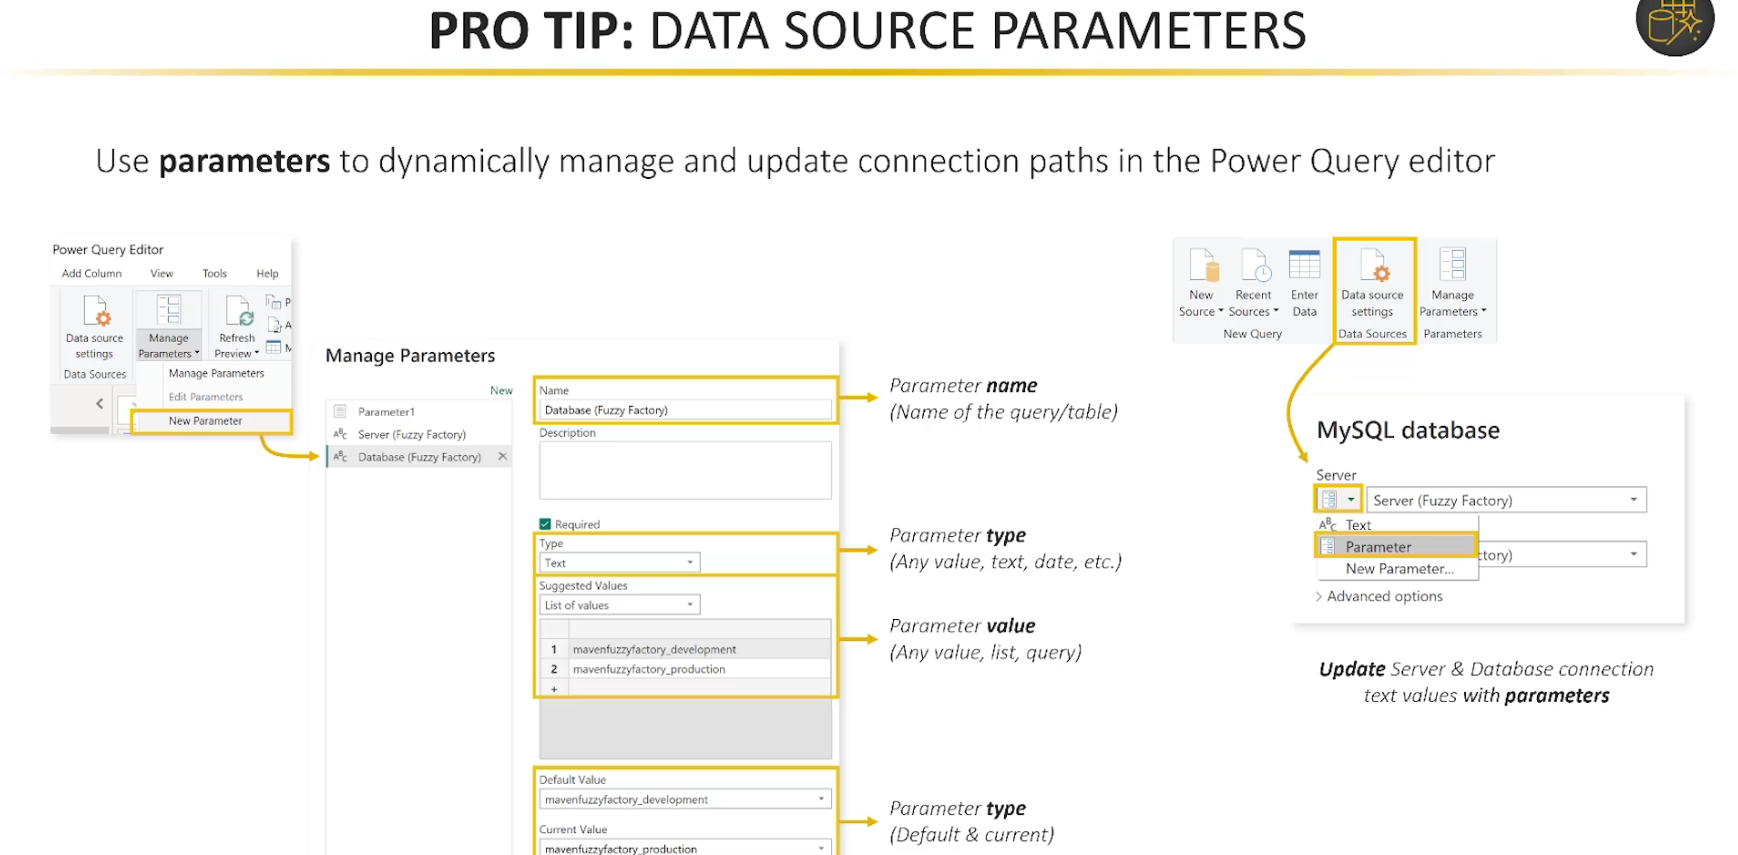 PRO TIP: DATA SOURCE PARAMETERS
Use parameters to dynamically manage and update connection paths in the Power Query editor
Power Query Editor
Add Column View Tools Help
Data source
settings
Manage
Parameters
Refresh
Preview
P
A
M
Data Sources
Manage Parameters
Edit Parameters
New Parameter
Manage Parameters
New
Parameter1
ABC Server (Fuzzy Factory)
ABC Database (Fuzzy Factory)
Name
Database (Fuzzy Factory)
Description
Required
Type
Text
Suggested Values
List of values
1 mavenfuzzyfactory_development
2 mavenfuzzyfactory_production
+
Default Value
mavenfuzzyfactory_development
Current Value
mavenfuzzyfactory_production
Parameter name
(Name of the query/table)
Parameter type
(Any value, text, date, etc.)
Parameter value
(Any value, list, query)
Parameter type
(Default & current)
New
Source
Recent
Sources
Enter
Data
Data source
settings
Manage
Parameters
New Query
Data Sources
Parameters
MySQL database
Server
Server (Fuzzy Factory)
ABC Text
Parameter
New Parameter...
ctory)
Advanced options
Update Server & Database connection
text values with parameters